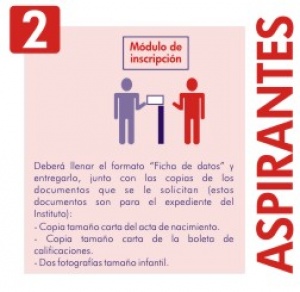 2
Módulo de
inscripción
Deberá llenar el formato "Ficha de datos" y
entregarlo, junto con las copias de los
documentos que se le solicitan (estos
documentos son para el expediente del
Instituto):
- Copia tamaño carta del acta de nacimiento.
- Copia tamaño carta de la boleta de
calificaciones.
- Dos fotografías tamaño infantil.
ASPIRANTES